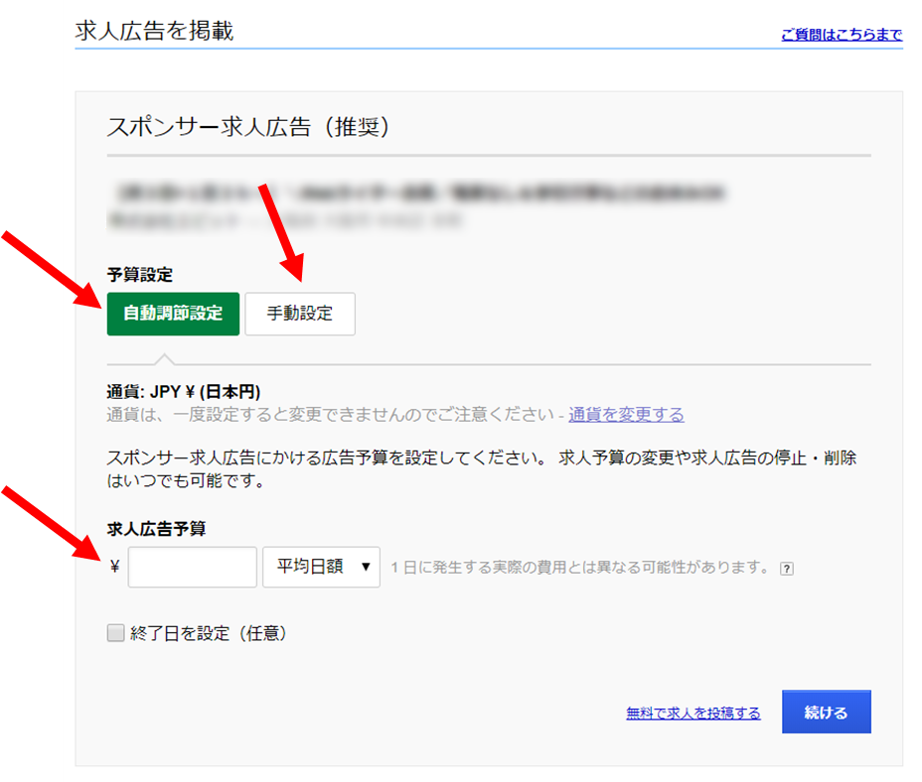 求人広告を掲載
ご質問はこちらまで
スポンサー求人広告（推奨）
予算設定
自動調節設定
手動設定
通貨: JPY ¥ (日本円)
通貨は、一度設定すると変更できませんのでご注意ください - 通貨を変更する
スポンサー求人広告にかける広告予算を設定してください。 求人予算の変更や求人広告の停止・削除
はいつでも可能です。
求人広告予算
¥ 平均日額 ▼ 1 日に発生する実際の費用とは異なる可能性があります。 ?
終了日を設定（任意）
無料で求人を投稿する
続ける